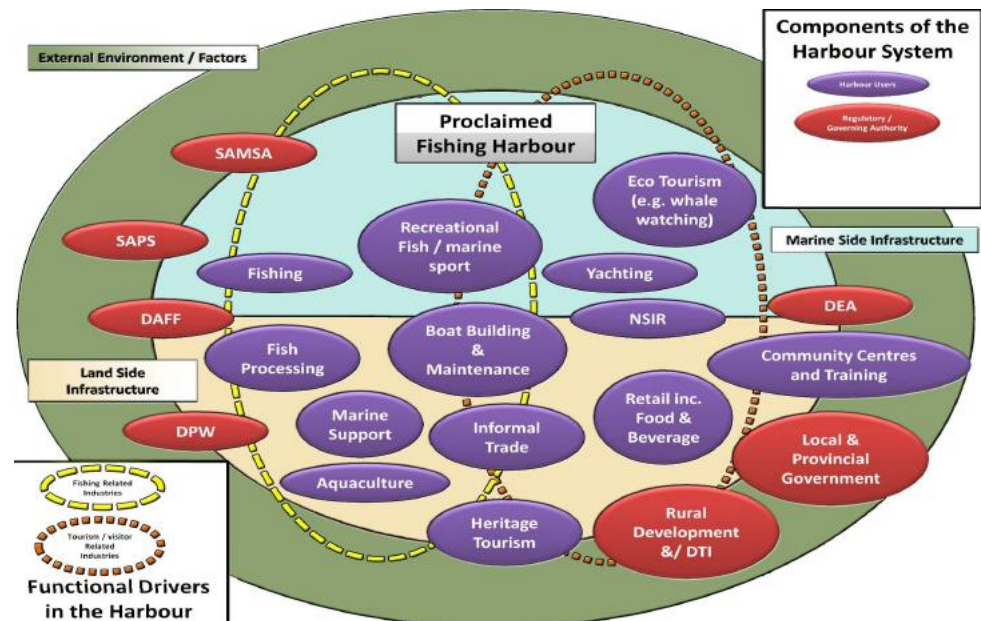 External Environment / Factors
Components of the
Harbour System
Harbour Users
Regulatory /
Governing Authority
Proclaimed
Fishing Harbour
SAMSA
Eco Tourism
(e.g. whale
watching)
Recreational
Fish / marine
sport
SAPS
Marine Side Infrastructure
Fishing
Yachting
DAFF
NSIR
DEA
Boat Building
&
Maintenance
Fish
Processing
Community Centres
and Training
Land Side
Infrastructure
Retail inc.
Food &
Beverage
Marine
Support
Informal
Trade
DPW
Local &
Provincial
Government
Aquaculture
Fishing Related
Industries
Heritage
Tourism
Rural
Development
&/ DTI
Tourism / visitor
Related
Industries
Functional Drivers
in the Harbour